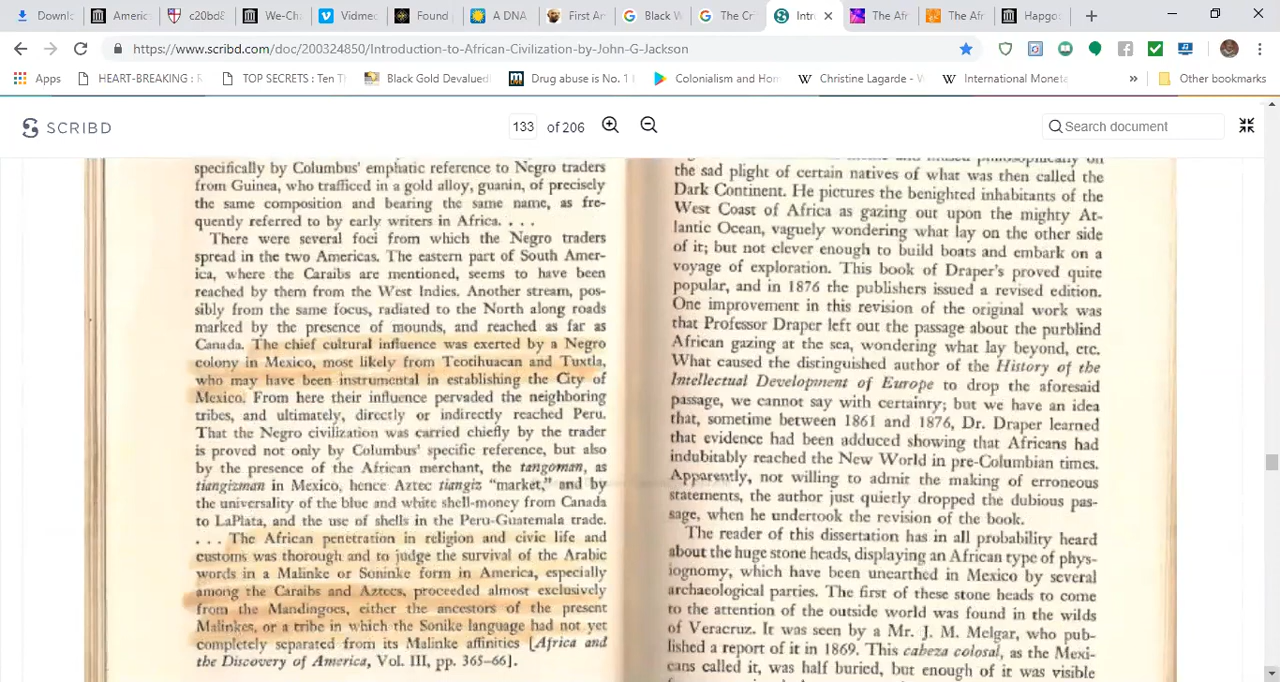 Downlo
Americ
c20bd8
We-Cha
Vidmec
Found
A DNA
First Ar
Black W
The Cr
Intro
The Afr
The Afr
Hapgo
https://www.scribd.com/doc/200324850/Introduction-to-African-Civilization-by-John-G-Jackson
Apps
HEART-BREAKING : R
TOP SECRETS : Ten Th
Black Gold Devalued
Drug abuse is No. 1
Colonialism and Hon
Christine Lagarde - W
International Moneta
»
Other bookmarks
SCRIBD
133 of 206
Search document
specifically by Columbus' emphatic reference to Negro traders
from Guinea, who trafficed in a gold alloy, guanin, of precisely
the same composition and bearing the same name, as fre-
quently referred to by early writers in Africa. . . .
There were several foci from which the Negro traders
spread in the two Americas. The eastern part of South Amer-
ica, where the Caraibs are mentioned, seems to have been
reached by them from the West Indies. Another stream, pos-
sibly from the same focus, radiated to the North along roads
marked by the presence of mounds, and reached as far as
Canada. The chief cultural influence was exerted by a Negro
colony in Mexico, most likely from Teotihuacan and Tuxtla,
who may have been instrumental in establishing the City of
Mexico. From here their influence pervaded the neighboring
tribes, and ultimately, directly or indirectly reached Peru.
That the Negro civilization was carried chiefly by the trader
is proved not only by Columbus' specific reference, but also
by the presence of the African merchant, the tangoman, as
tiangizman in Mexico, hence Aztec tiangiz "market," and by
the universality of the blue and white shell-money from Canada
to LaPlata, and the use of shells in the Peru-Guatemala trade.
. . . The African penetration in religion and civic life and
customs was thorough and to judge the survival of the Arabic
words in a Malinke or Soninke form in America, especially
among the Caraibs and Aztecs, proceeded almost exclusively
from the Mandingoes, either the ancestors of the present
Malinkes, or a tribe in which the Sonike language had not yet
completely separated from its Malinke affinities [Africa and
the Discovery of America, Vol. III, pp. 365-66].
philosophically on
the sad plight of certain natives of what was then called the
Dark Continent. He pictures the benighted inhabitants of the
West Coast of Africa as gazing out upon the mighty At-
lantic Ocean, vaguely wondering what lay on the other side
of it; but not clever enough to build boats and embark on a
voyage of exploration. This book of Draper's proved quite
popular, and in 1876 the publishers issued a revised edition.
One improvement in this revision of the original work was
that Professor Draper left out the passage about the purblind
African gazing at the sea, wondering what lay beyond, etc.
What caused the distinguished author of the History of the
Intellectual Development of Europe to drop the aforesaid
passage, we cannot say with certainty; but we have an idea
that, sometime between 1861 and 1876, Dr. Draper learned
that evidence had been adduced showing that Africans had
indubitably reached the New World in pre-Columbian times.
Apparently, not willing to admit the making of erroneous
statements, the author just quietly dropped the dubious pas-
sage, when he undertook the revision of the book.
The reader of this dissertation has in all probability heard
about the huge stone heads, displaying an African type of phys-
iognomy, which have been unearthed in Mexico by several
archaeological parties. The first of these stone heads to come
to the attention of the outside world was found in the wilds
of Veracruz. It was seen by a Mr. J. M. Melgar, who pub-
lished a report of it in 1869. This cabeza colosal, as the Mexi-
cans called it, was half buried, but enough of it was visible